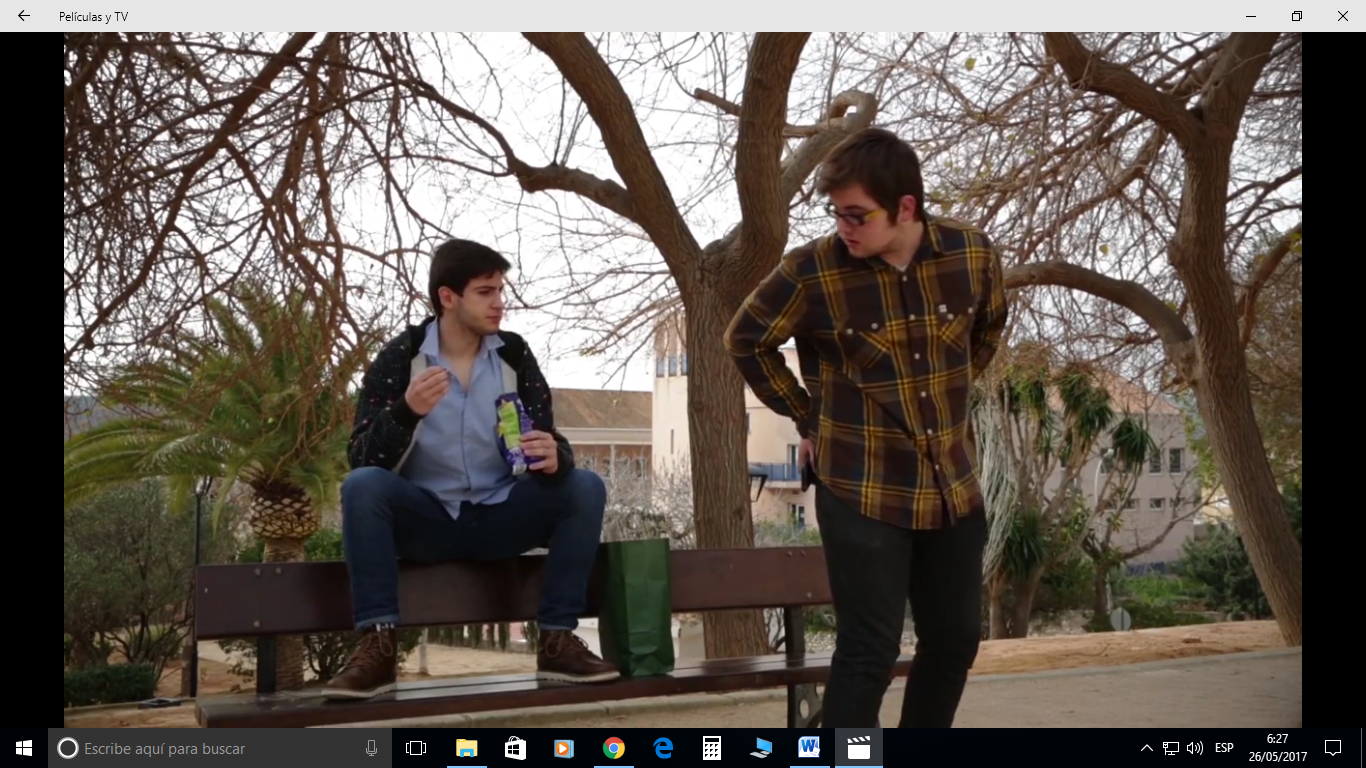 Películas y TV
Escribe aquí para buscar
ESP
6:27
26/05/2017